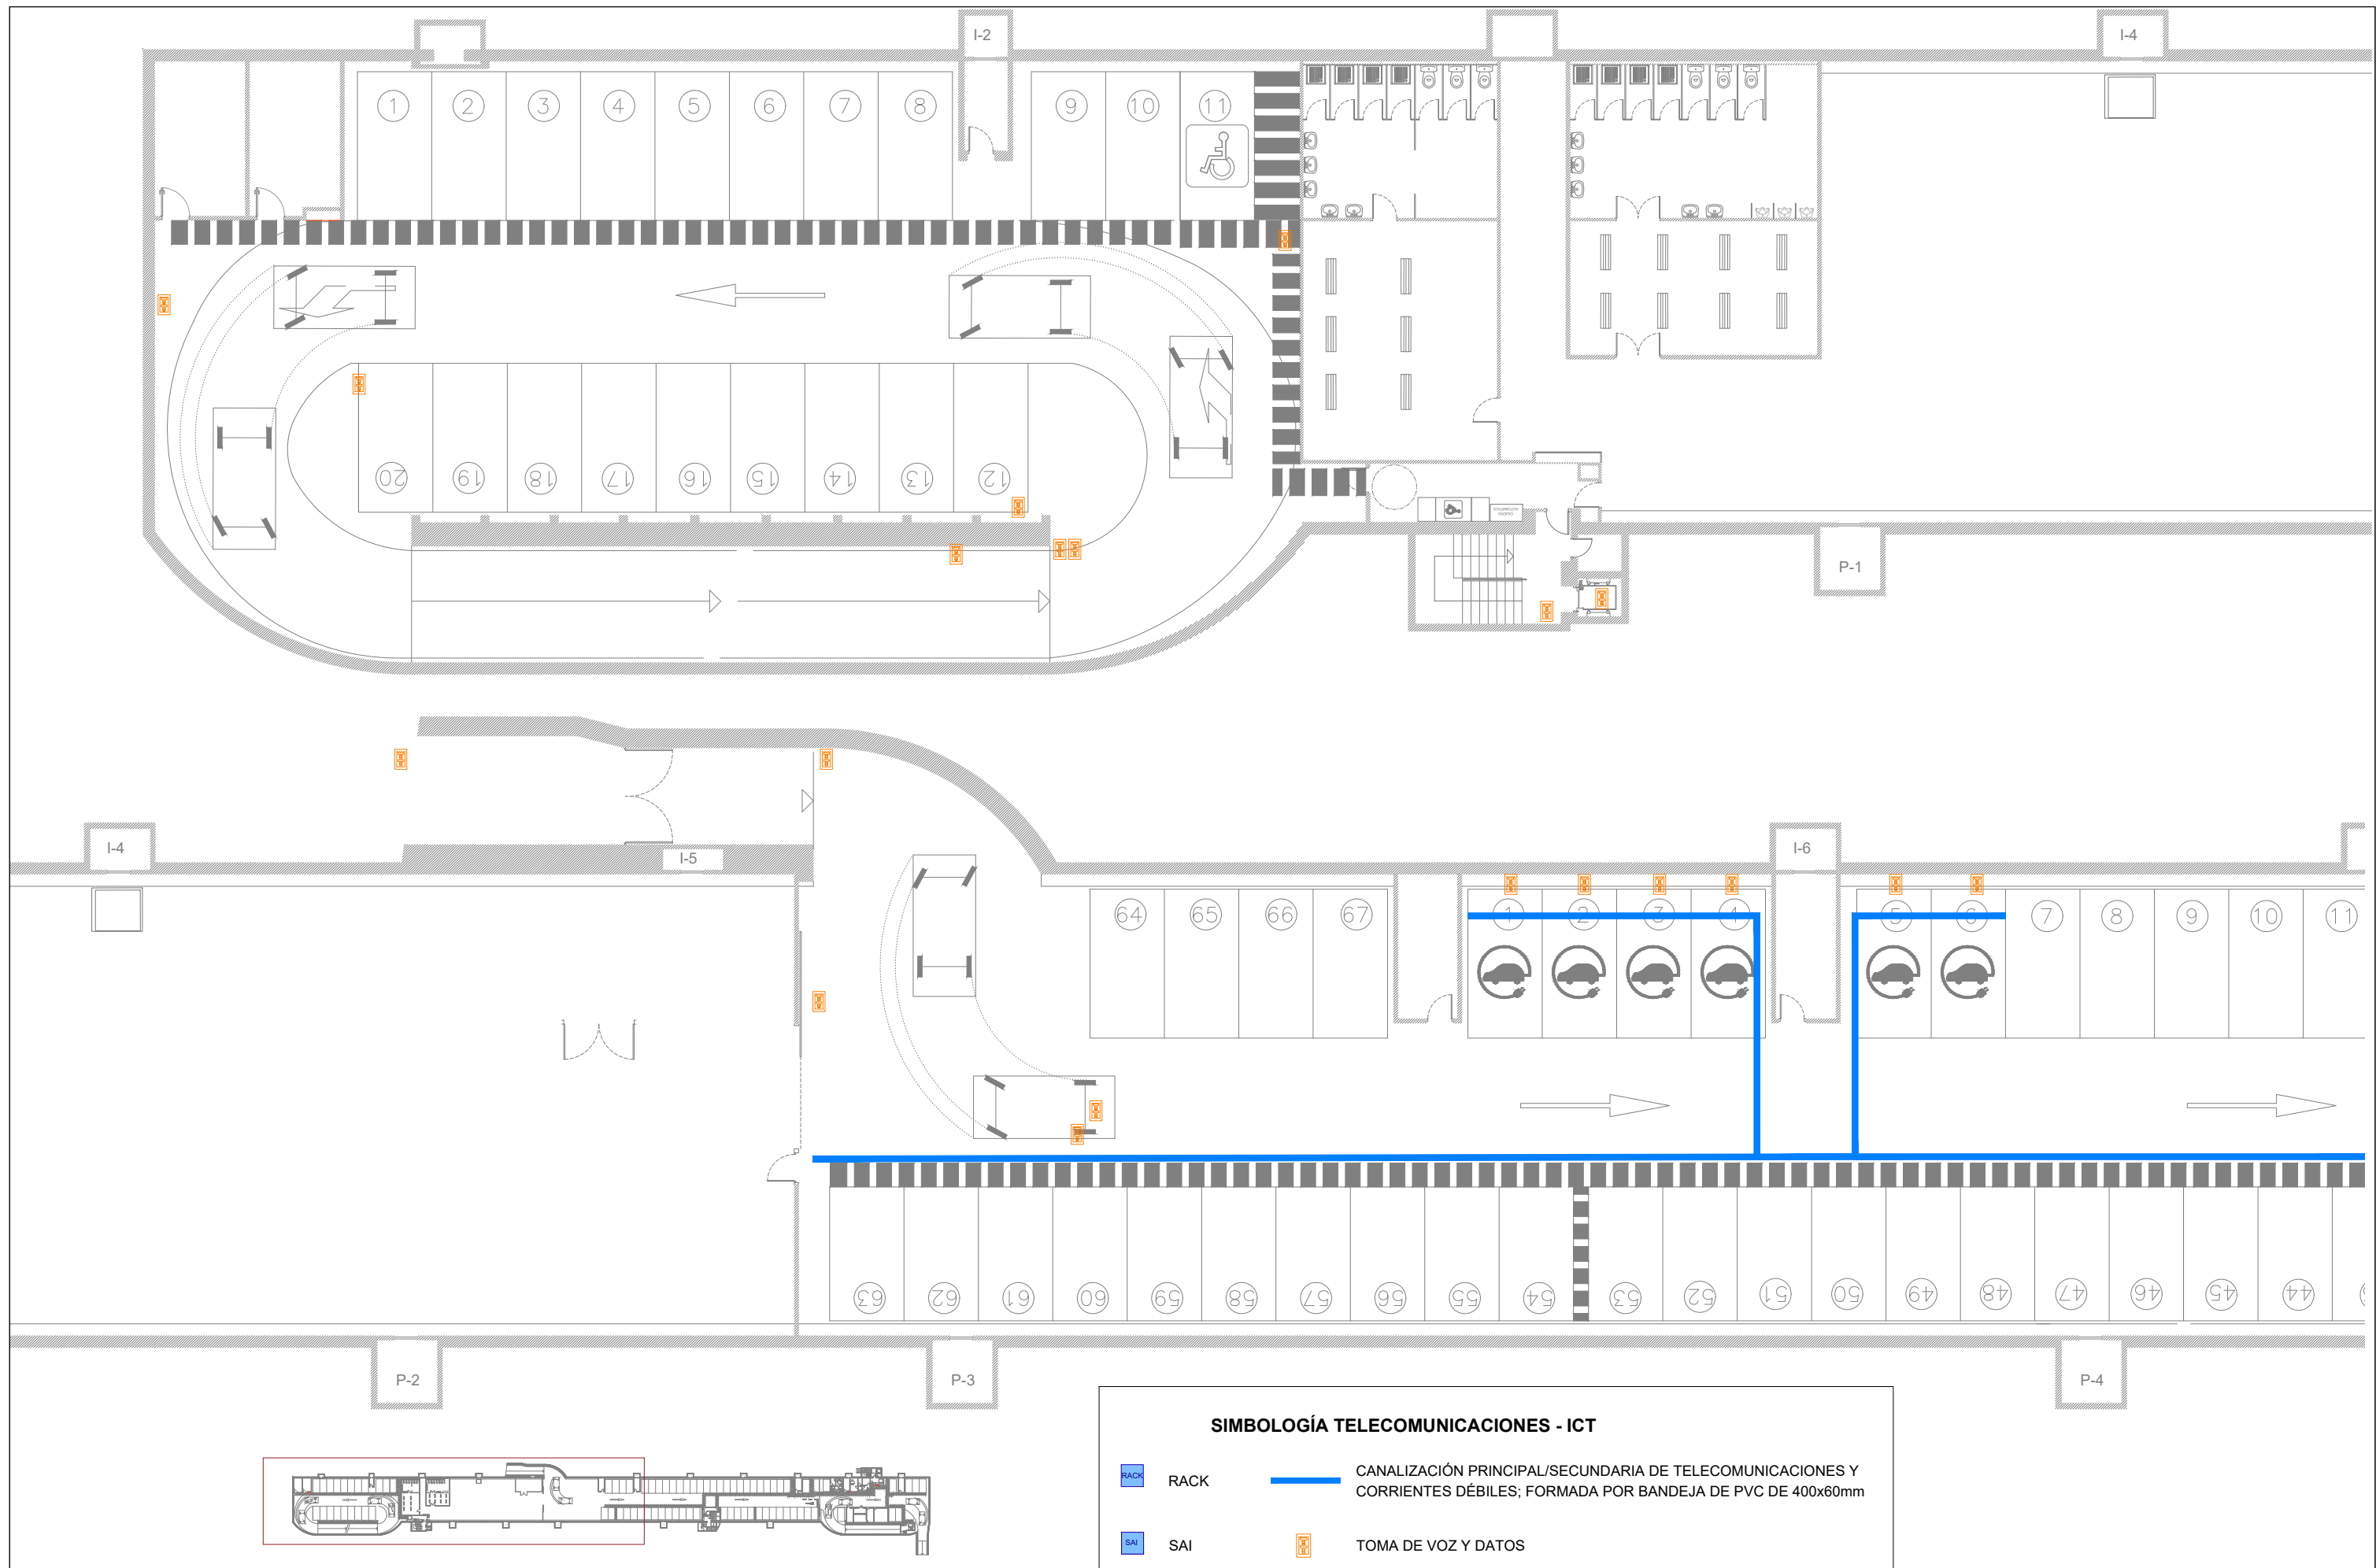 I-2
I-4
1 2 3 4 5 6 7 8 9 10 11
20 19 18 17 16 15 14 13 12
P-1
I-4
I-5
I-6
64 65 66 67 1 2 3 4 5 6 7 8 9 10 11
63 62 61 60 59 58 57 56 55 54 53 52 51 50 49 48 47 46 45 44
P-2
P-3
P-4
SIMBOLOGÍA TELECOMUNICACIONES - ICT
RACK RACK
CANALIZACIÓN PRINCIPAL/SECUNDARIA DE TELECOMUNICACIONES Y
CORRIENTES DÉBILES; FORMADA POR BANDEJA DE PVC DE 400x60mm
SAI SAI
TOMA DE VOZ Y DATOS